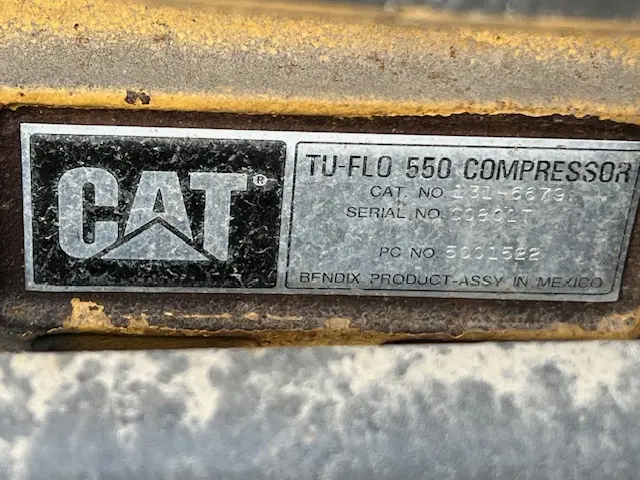 CAT®
TU-FLO 550 COMPRESSOR
CAT. NO. 131-6679
SERIAL NO.
PC NO. 5001522
BENDIX PRODUCT-ASSY IN MEXICO